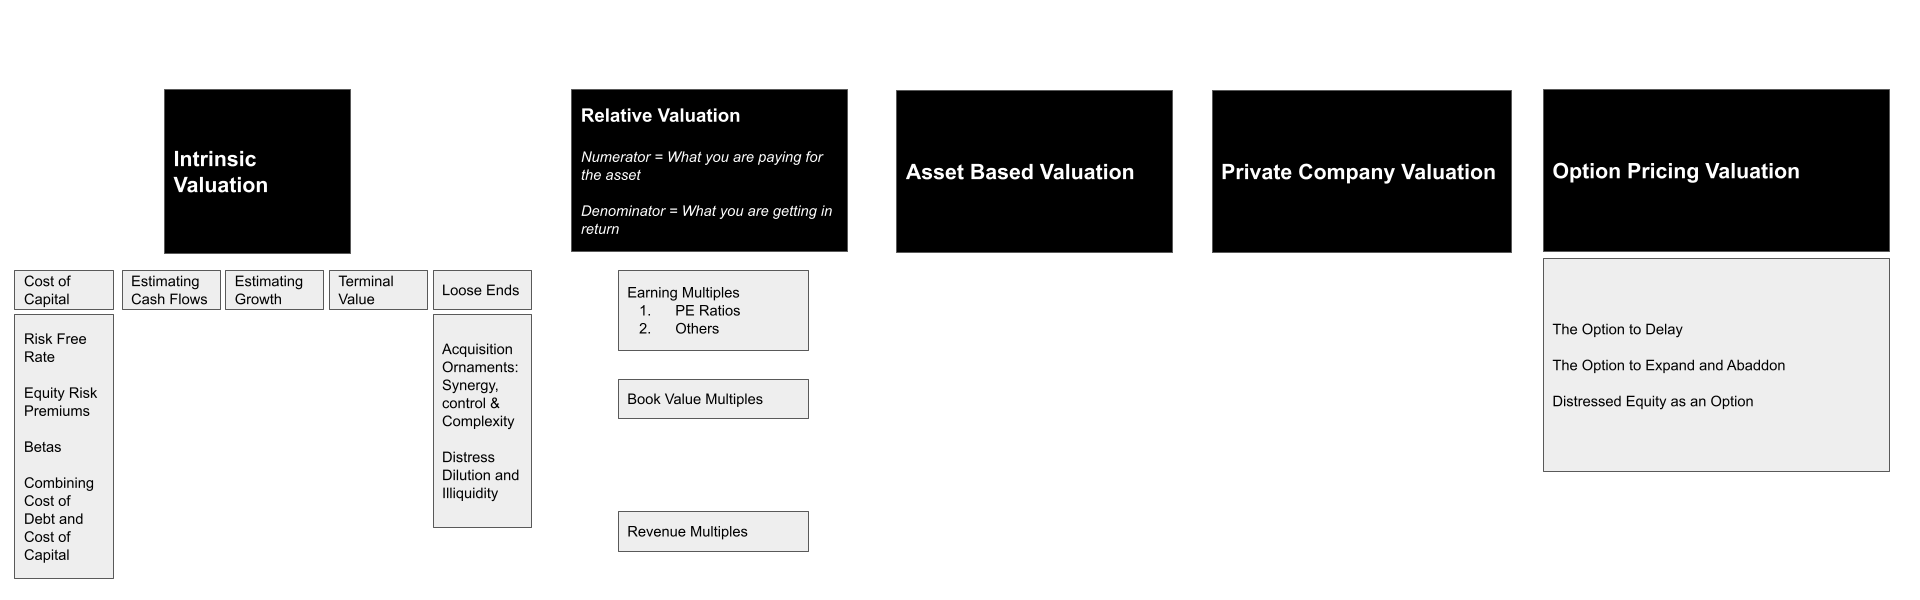 Intrinsic
Valuation
Relative Valuation
Numerator = What you are paying for
the asset
Denominator = What you are getting in
return
Asset Based Valuation
Private Company Valuation
Option Pricing Valuation
Cost of
Capital
Estimating
Cash Flows
Estimating
Growth
Terminal
Value
Loose Ends
Risk Free
Rate
Equity Risk
Premiums
Betas
Combining
Cost of
Debt and
Cost of
Capital
Acquisition
Ornaments:
Synergy,
control &
Complexity
Distress
Dilution and
Illiquidity
Earning Multiples
1. PE Ratios
2. Others
Book Value Multiples
Revenue Multiples
The Option to Delay
The Option to Expand and Abaddon
Distressed Equity as an Option